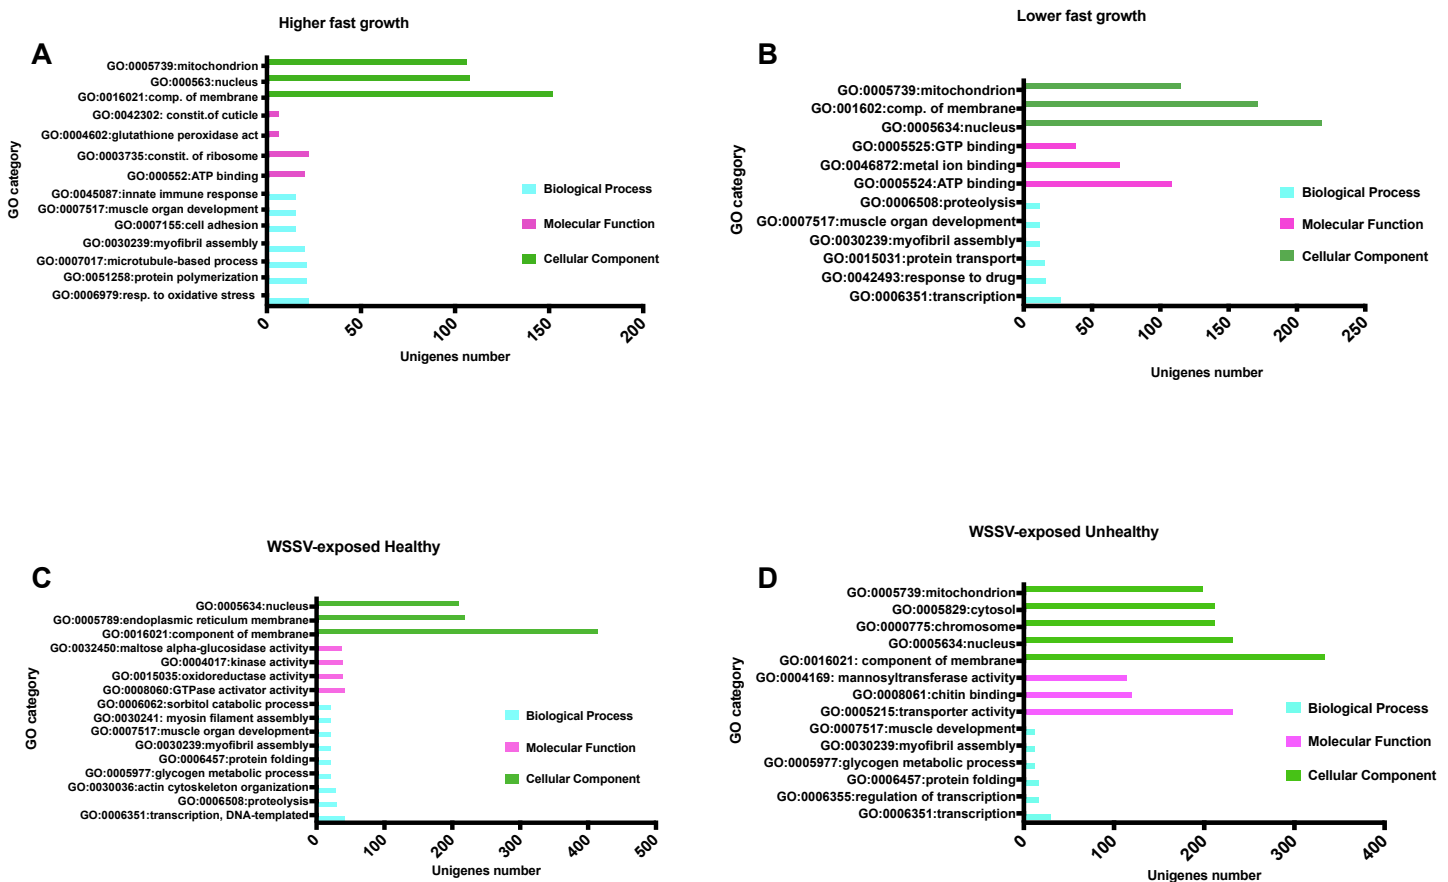 Higher fast growth
A
GO category
GO:0005739:mitochondrion
GO:000563:nucleus
GO:0016021:comp. of membrane
GO:0042302: constit.of cuticle
GO:0004602:glutathione peroxidase act
GO:0003735:constit. of ribosome
GO:000552:ATP binding
GO:0045087:innate immune response
GO:0007517:muscle organ development
GO:0007155:cell adhesion
GO:0030239:myofibril assembly
GO:0007017:microtubule-based process
GO:0051258:protein polymerization
GO:0006979:resp. to oxidative stress
Biological Process
Molecular Function
Cellular Component
0 50 100 150 200
Unigenes number
Lower fast growth
B
GO category
GO:0005739:mitochondrion
GO:001602:comp. of membrane
GO:0005634:nucleus
GO:0005525:GTP binding
GO:0046872:metal ion binding
GO:0005524:ATP binding
GO:0006508:proteolysis
GO:0007517:muscle organ development
GO:0030239:myofibril assembly
GO:0015031:protein transport
GO:0042493:response to drug
GO:0006351:transcription
Biological Process
Molecular Function
Cellular Component
0 50 100 150 200 250
Unigenes number
WSSV-exposed Healthy
C
GO category
GO:0005634:nucleus
GO:0005789:endoplasmic reticulum membrane
GO:0016021:component of membrane
GO:0032450:maltose alpha-glucosidase activity
GO:0004017:kinase activity
GO:0015035:oxidoreductase activity
GO:0008060:GTPase activator activity
GO:0006062:sorbitol catabolic process
GO:0030241: myosin filament assembly
GO:0007517:muscle organ development
GO:0030239:myofibril assembly
GO:0006457:protein folding
GO:0005977:glycogen metabolic process
GO:0030036:actin cytoskeleton organization
GO:0006508:proteolysis
GO:0006351:transcription, DNA-templated
Biological Process
Molecular Function
Cellular Component
0 100 200 300 400 500
Unigenes number
WSSV-exposed Unhealthy
D
GO category
GO:0005739:mitochondrion
GO:0005829:cytosol
GO:0000775:chromosome
GO:0005634:nucleus
GO:0016021: component of membrane
GO:0004169: mannosyltransferase activity
GO:0008061:chitin binding
GO:0005215:transporter activity
GO:0007517:muscle development
GO:0030239:myofibril assembly
GO:0005977:glycogen metabolic process
GO:0006457:protein folding
GO:0006355:regulation of transcription
GO:0006351:transcription
Biological Process
Molecular Function
Cellular Component
0 100 200 300 400
Unigenes number